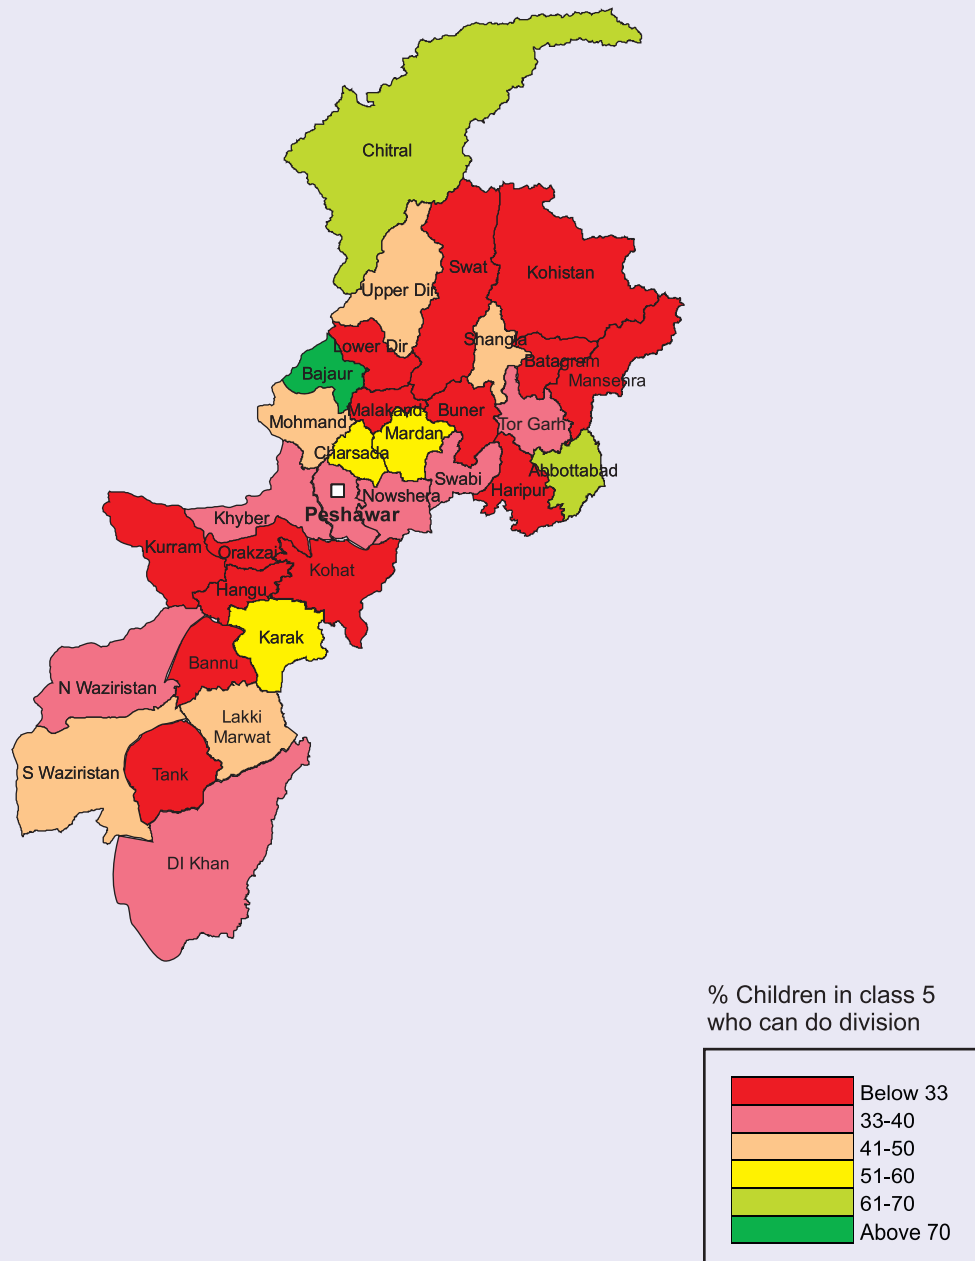 Chitral
Swat
Kohistan
Upper Dir
Shangla
Lower Dir
Batagram
Bajaur
Mansehra
Malakand
Buner
Mohmand
Tor Garh
Mardan
Charsada
Abbottabad
Swabi
Haripur
Nowshera
Peshawar
Khyber
Kurram
Orakzai
Kohat
Hangu
Karak
Bannu
N Waziristan
Lakki
Marwat
S Waziristan
Tank
DI Khan
% Children in class 5
who can do division
Below 33
33-40
41-50
51-60
61-70
Above 70